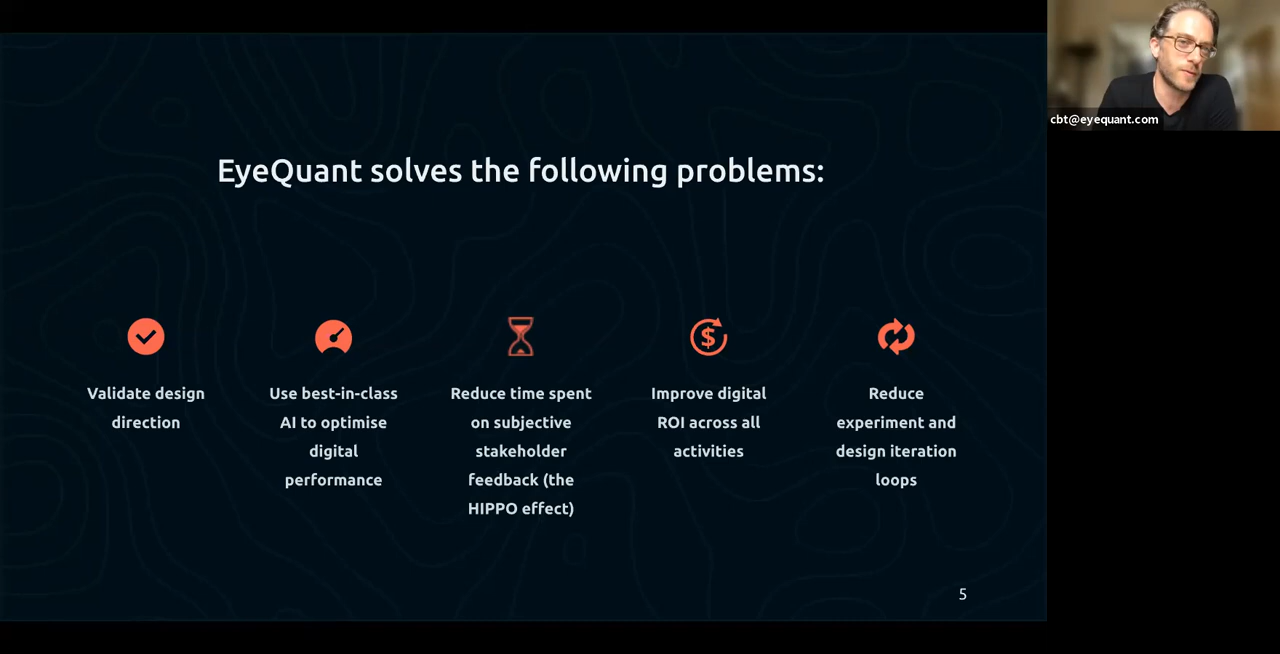 EyeQuant solves the following problems:
Validate design
direction
Use best-in-class
AI to optimise
digital
performance
Reduce time spent
on subjective
stakeholder
feedback (the
HIPPO effect)
Improve digital
ROI across all
activities
Reduce
experiment and
design iteration
loops
5
cbt@eyequant.com